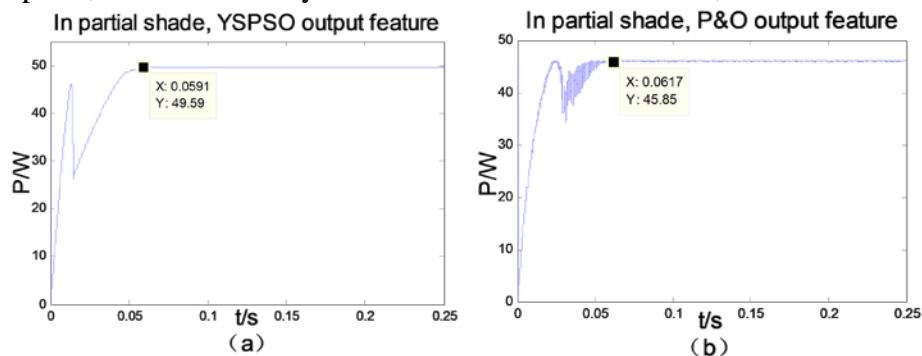 In partial shade, YSPSO output feature
50
40
30
20
10
0
P/W
X: 0.0591
Y: 49.59
0
0.05
0.1
0.15
0.2
0.25
t/s
(a)
In partial shade, P&O output feature
50
40
30
20
10
0
P/W
X: 0.0617
Y: 45.85
0
0.05
0.1
0.15
0.2
0.25
t/s
(b)